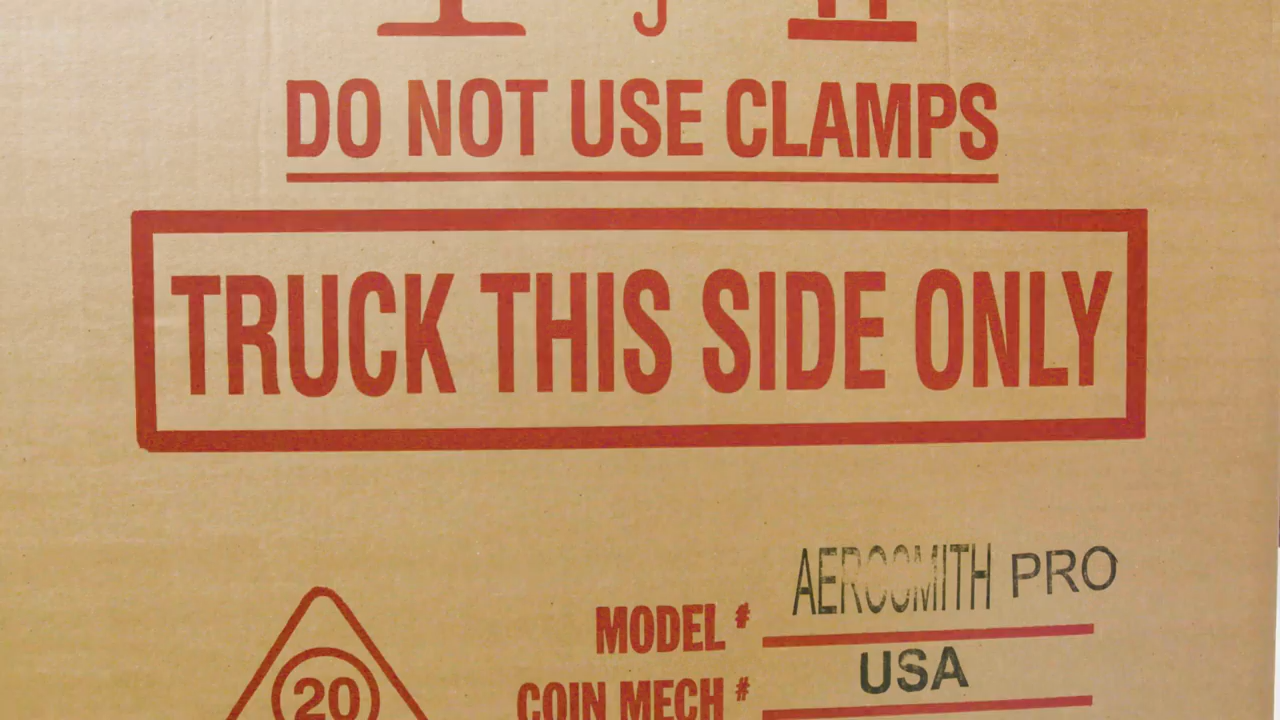 DO NOT USE CLAMPS
TRUCK THIS SIDE ONLY
MODEL # AEROSMITH PRO
COIN MECH # USA
20